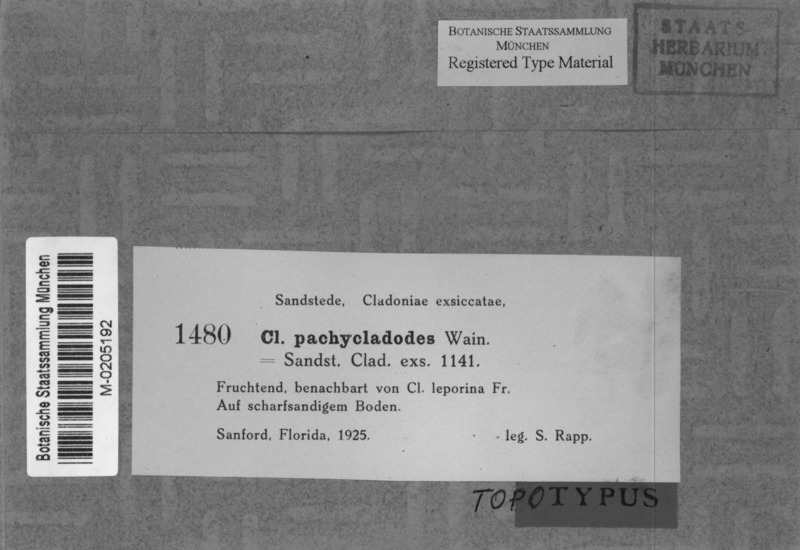 BOTANISCHE STAATSSAMMLUNG
MÜNCHEN
Registered Type Material
STAATS-
HERBARIUM
MÜNCHEN
Botanische Staatssammlung München
M-0205192
Sandstede, Cladoniae exsiccatae,
1480 Cl. pachycladodes Wain.
= Sandst. Clad. exs. 1141.
Fruchtend, benachbart von Cl. leporina Fr.
Auf scharfsandigem Boden.
Sanford, Florida, 1925. - leg. S. Rapp.
TOPOTYPUS